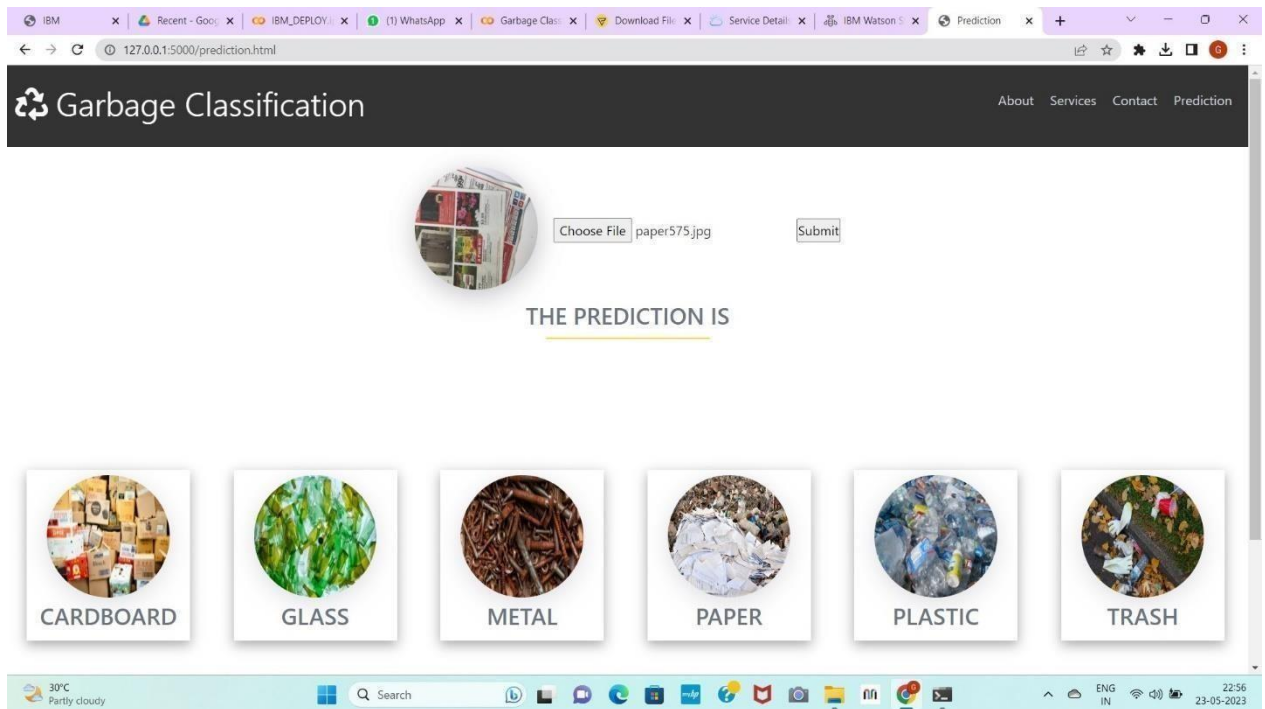 IBM
Recent - Goog
IBM_DEPLOY.i
(1) WhatsApp
Garbage Class
Download File
Service Detail
IBM Watson S
Prediction
127.0.0.1:5000/prediction.html
G
Garbage Classification
About Services Contact Prediction
Choose File paper575.jpg Submit
THE PREDICTION IS
CARDBOARD GLASS METAL PAPER PLASTIC TRASH
30°C
Partly cloudy
Search
ENG
IN
22:56
23-05-2023